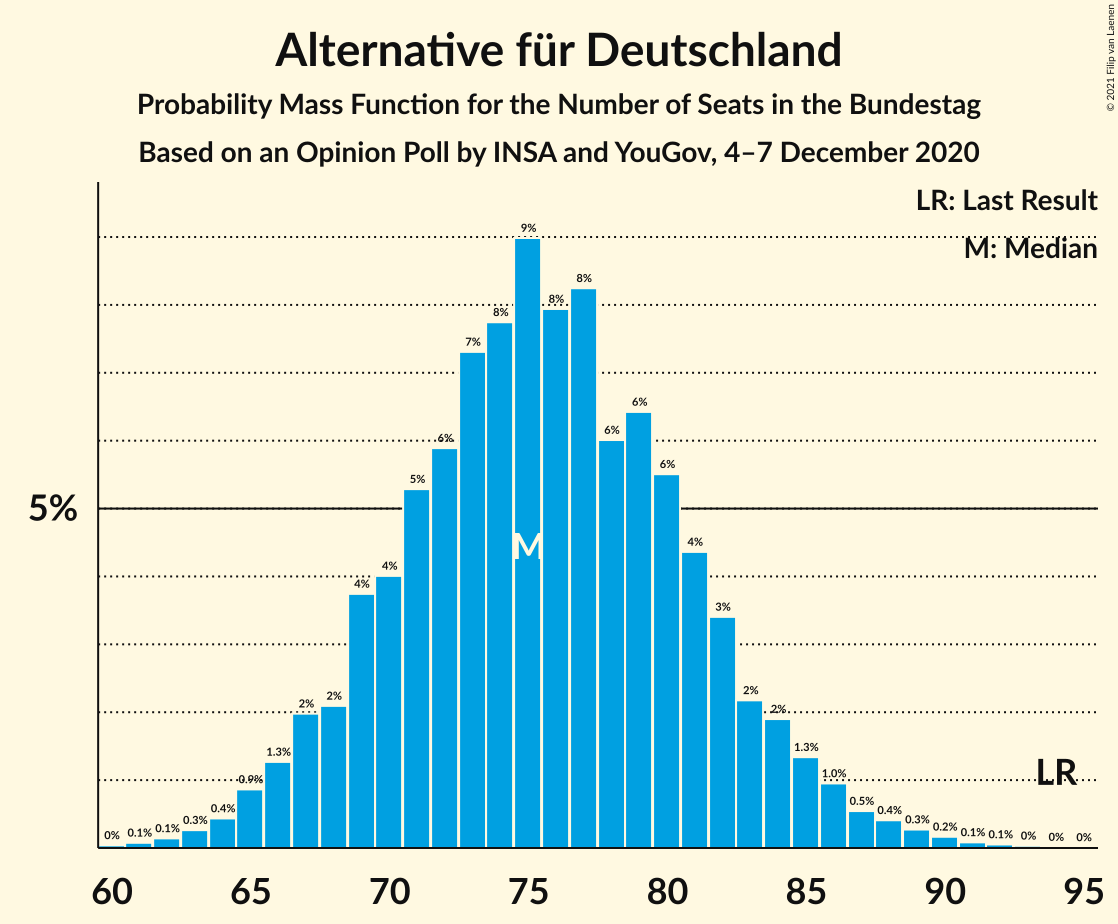 Alternative für Deutschland
Probability Mass Function for the Number of Seats in the Bundestag
Based on an Opinion Poll by INSA and YouGov, 4–7 December 2020
© 2021 Filip van Laenen
LR: Last Result
M: Median
5%
0% 0.1% 0.1% 0.3% 0.4% 0.9% 1.3% 2% 2% 4% 4% 5% 6% 7% 8% 9% 8% 8% 6% 6% 6% 4% 3% 2% 2% 1.3% 1.0% 0.5% 0.4% 0.3% 0.2% 0.1% 0.1% 0% 0% 0%
M
LR
60 65 70 75 80 85 90 95